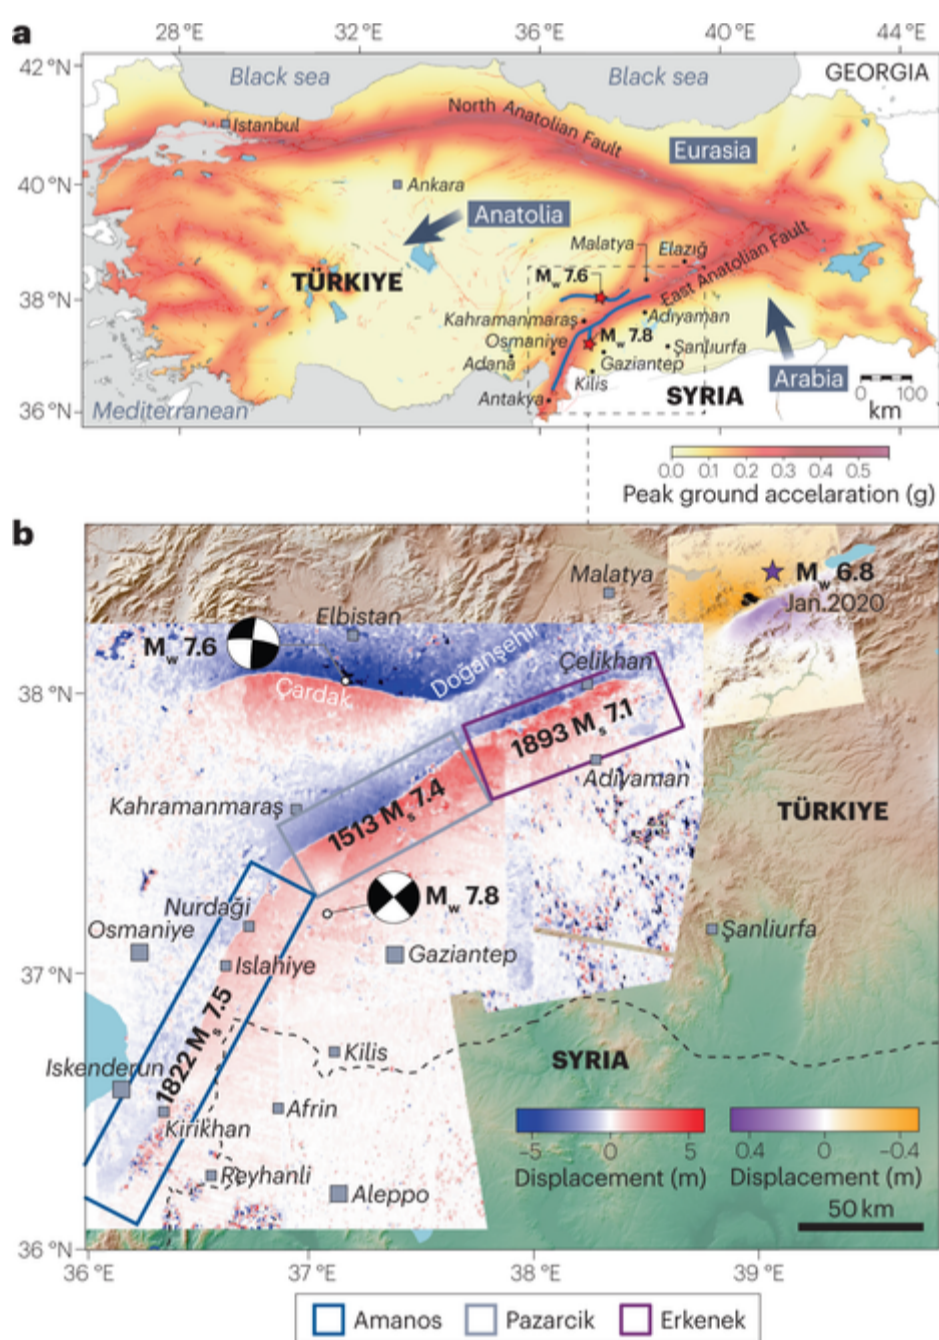 a
28°E 32°E 36°E 40°E 44°E
42°N
40°N
38°N
36°N
Black sea
Black sea
GEORGIA
North Anatolian Fault
Istanbul
Eurasia
Ankara
Anatolia
Malatya
Elazığ
TÜRKIYE
Mw 7.6
East Anatolian Fault
Kahramanmaraş
Adiyaman
Osmaniye
Mw 7.8
Şanlıurfa
Adana
Gaziantep
Kilis
Arabia
Antakya
SYRIA
0 100
km
Mediterranean
0.0 0.1 0.2 0.3 0.4 0.5
Peak ground accelaration (g)
b
Malatya
Mw 6.8
Jan.2020
Elbistan
Mw 7.6
Doğanşehir
Çelikhan
38°N
Çardak
1893 Ms 7.1
Adiyaman
Kahramanmaraş
1513 Ms 7.4
TÜRKIYE
Mw 7.8
Nurdaği
Osmaniye
Gaziantep
Şanliurfa
37°N
Islahiye
1822 Ms 7.5
Kilis
SYRIA
Iskenderun
Afrin
Kirikhan
Reyhanli
Aleppo
-5 0 5
Displacement (m)
0.4 0 -0.4
Displacement (m)
50 km
36°N
36°E 37°E 38°E 39°E
Amanos Pazarcik Erkenek